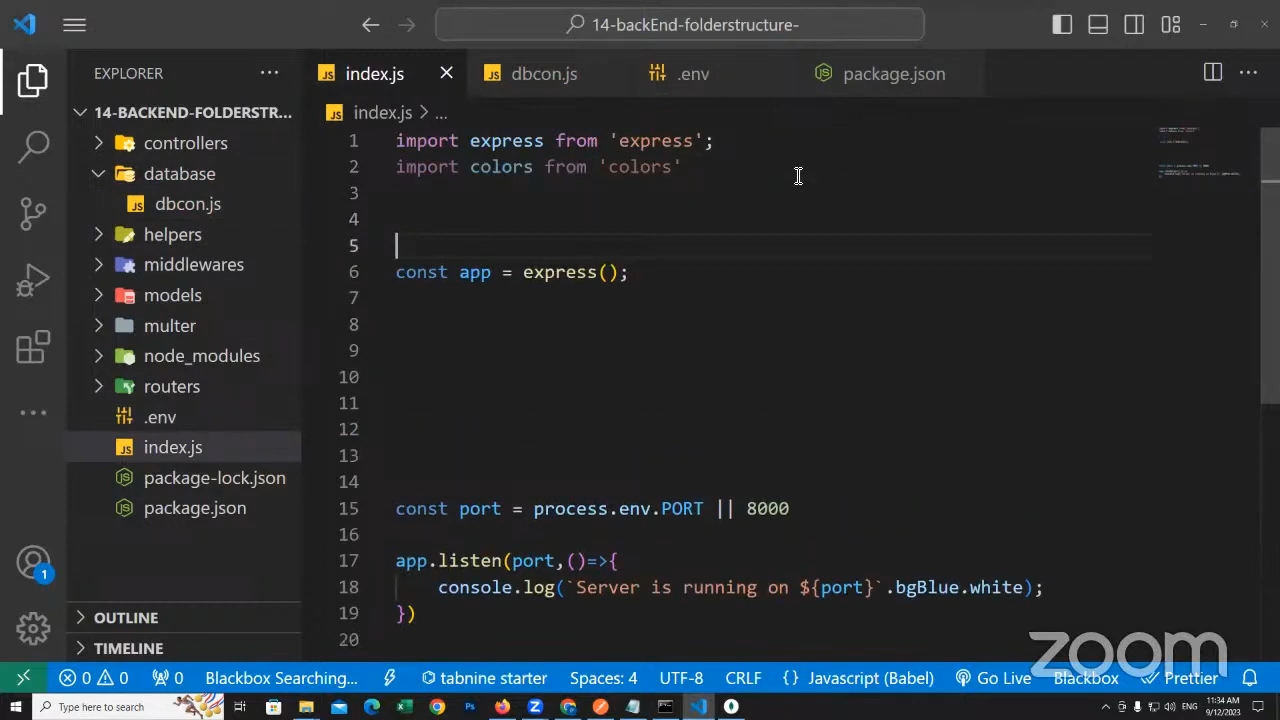 14-backEnd-folderstructure-
EXPLORER
index.js
dbcon.js
.env
package.json
14-BACKEND-FOLDERSTR...
index.js > ...
controllers
database
dbcon.js
helpers
middlewares
models
multer
node_modules
routers
.env
index.js
package-lock.json
package.json
OUTLINE
TIMELINE
1 import express from 'express';
2 import colors from 'colors'
3
4
5
6 const app = express();
7
8
9
10
11
12
13
14
15 const port = process.env.PORT || 8000
16
17 app.listen(port,()=>{
18 console.log(`Server is running on ${port}`.bgBlue.white);
19 })
20
zoom
1
0 0 0 Blackbox Searching... tabnine starter Spaces: 4 UTF-8 CRLF {} Javascript (Babel) Go Live Blackbox Prettier
Type here to search
ENG
11:34 AM
9/12/2023